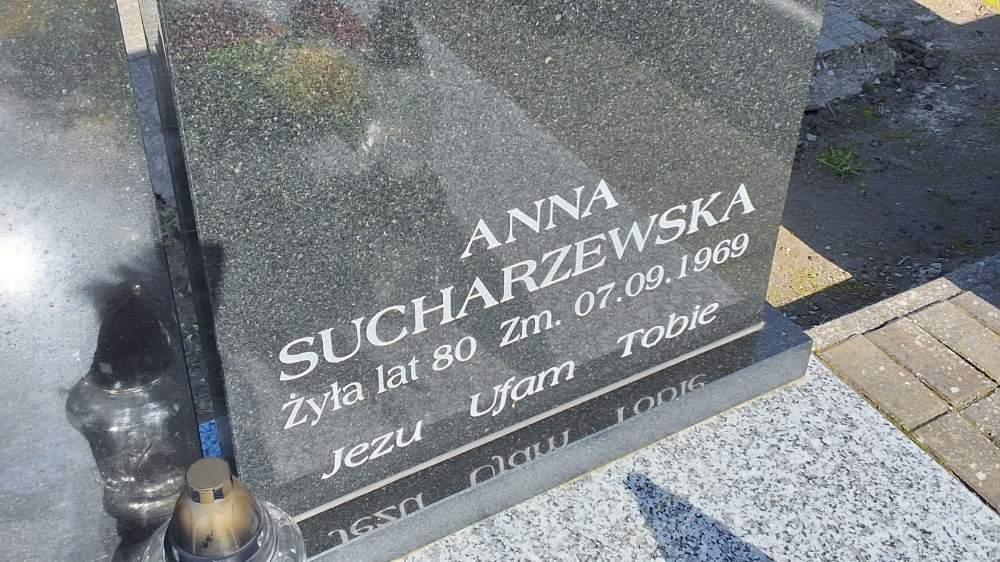 ANNA
SUCHARZEWSKA
Żyła lat 80 Zm. 07.09.1969
Jezu Ufam Tobie